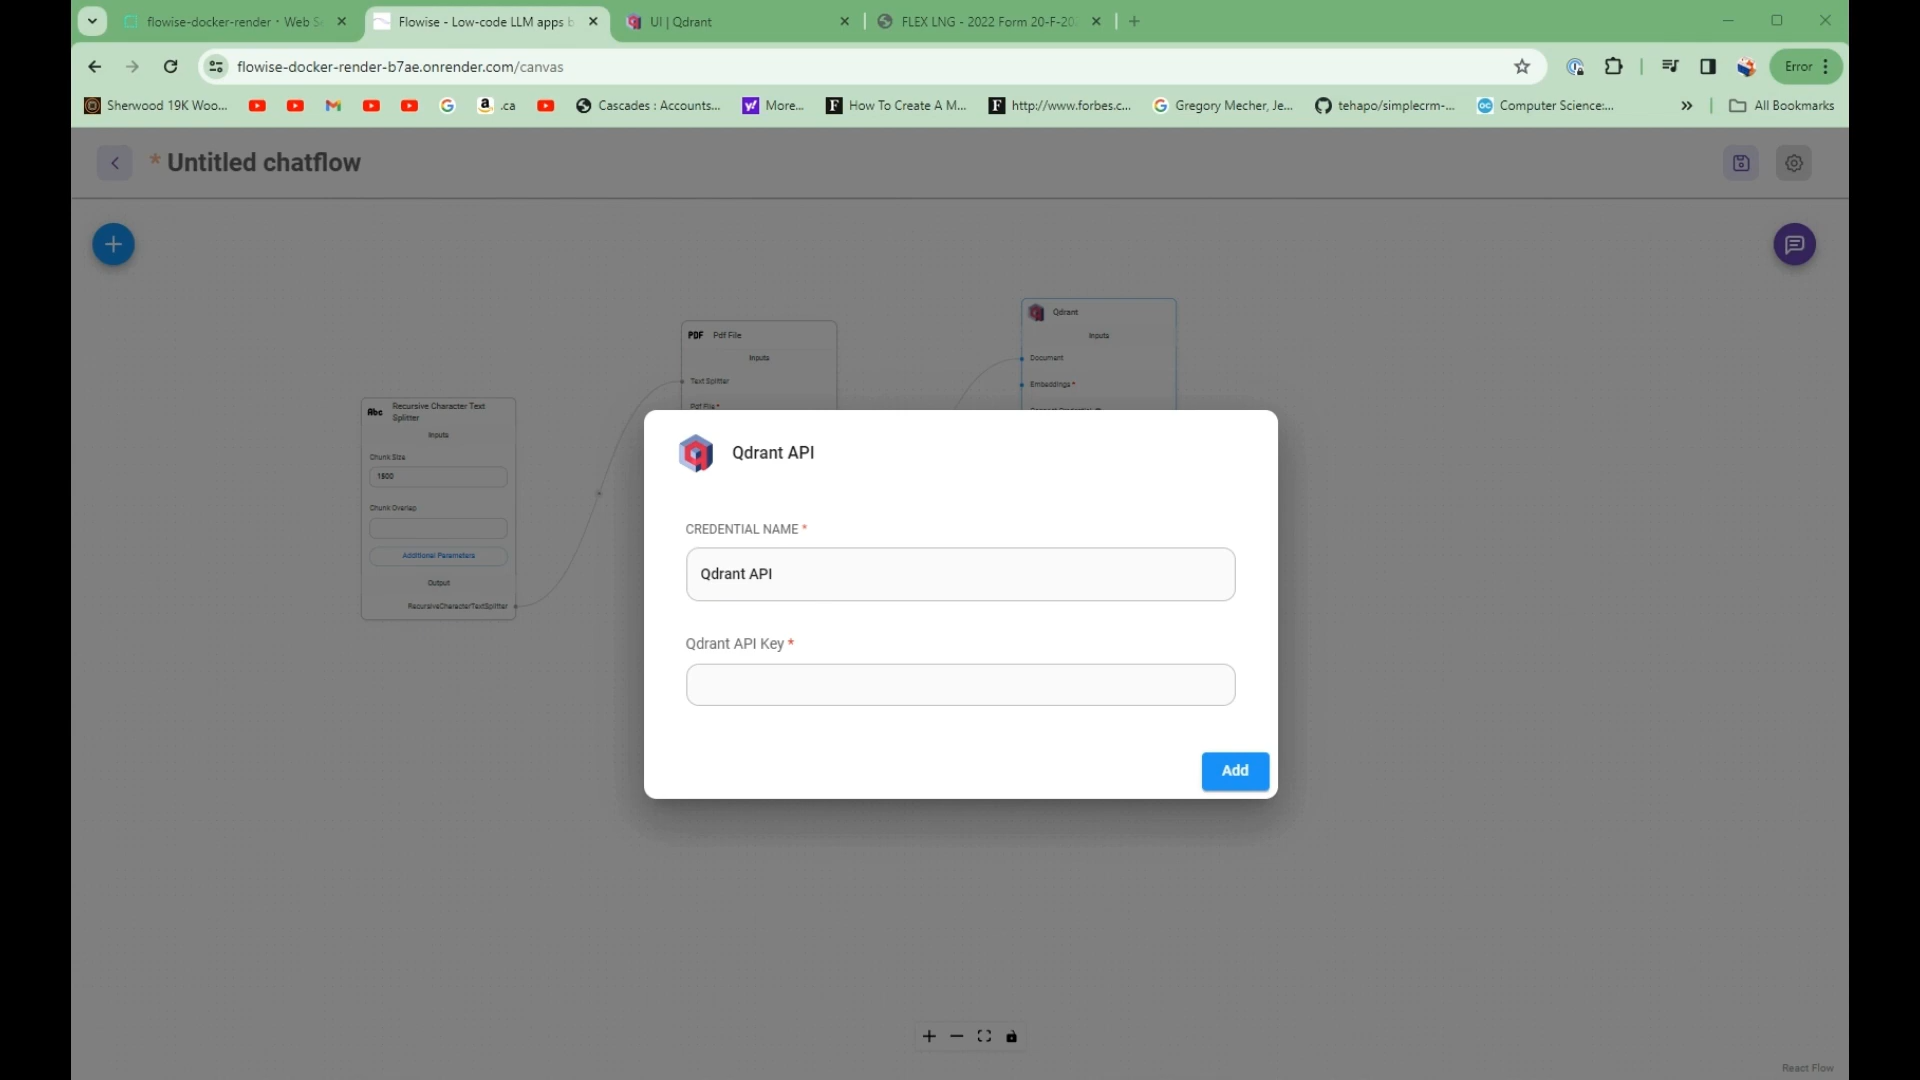 flowise-docker-render · Web S
Flowise - Low-code LLM apps b
UI | Qdrant
FLEX LNG - 2022 Form 20-F-20
flowise-docker-render-b7ae.onrender.com/canvas
Error
Sherwood 19K Woo...
.ca
Cascades : Accounts...
More...
How To Create A M...
http://www.forbes.c...
Gregory Mecher, Je...
tehapo/simplecrm-...
Computer Science:...
»
All Bookmarks
* Untitled chatflow
Qdrant
Inputs
Document
Embeddings *
PDF Pdf File
Inputs
Text Splitter
Pdf File *
Abc Recursive Character Text
Splitter
Inputs
Chunk Size
1500
Chunk Overlap
Additional Parameters
Output
RecursiveCharacterTextSplitter
Qdrant API
CREDENTIAL NAME *
Qdrant API
Qdrant API Key *
Add
React Flow